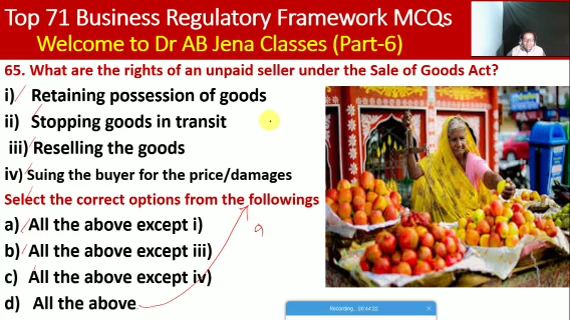 Top 71 Business Regulatory Framework MCQs
Welcome to Dr AB Jena Classes (Part-6)
65. What are the rights of an unpaid seller under the Sale of Goods Act?
i) Retaining possession of goods
ii) Stopping goods in transit
iii) Reselling the goods
iv) Suing the buyer for the price/damages
Select the correct options from the followings
a) All the above except i)
b) All the above except iii)
c) All the above except iv)
d) All the above
Recording... 00:44:22